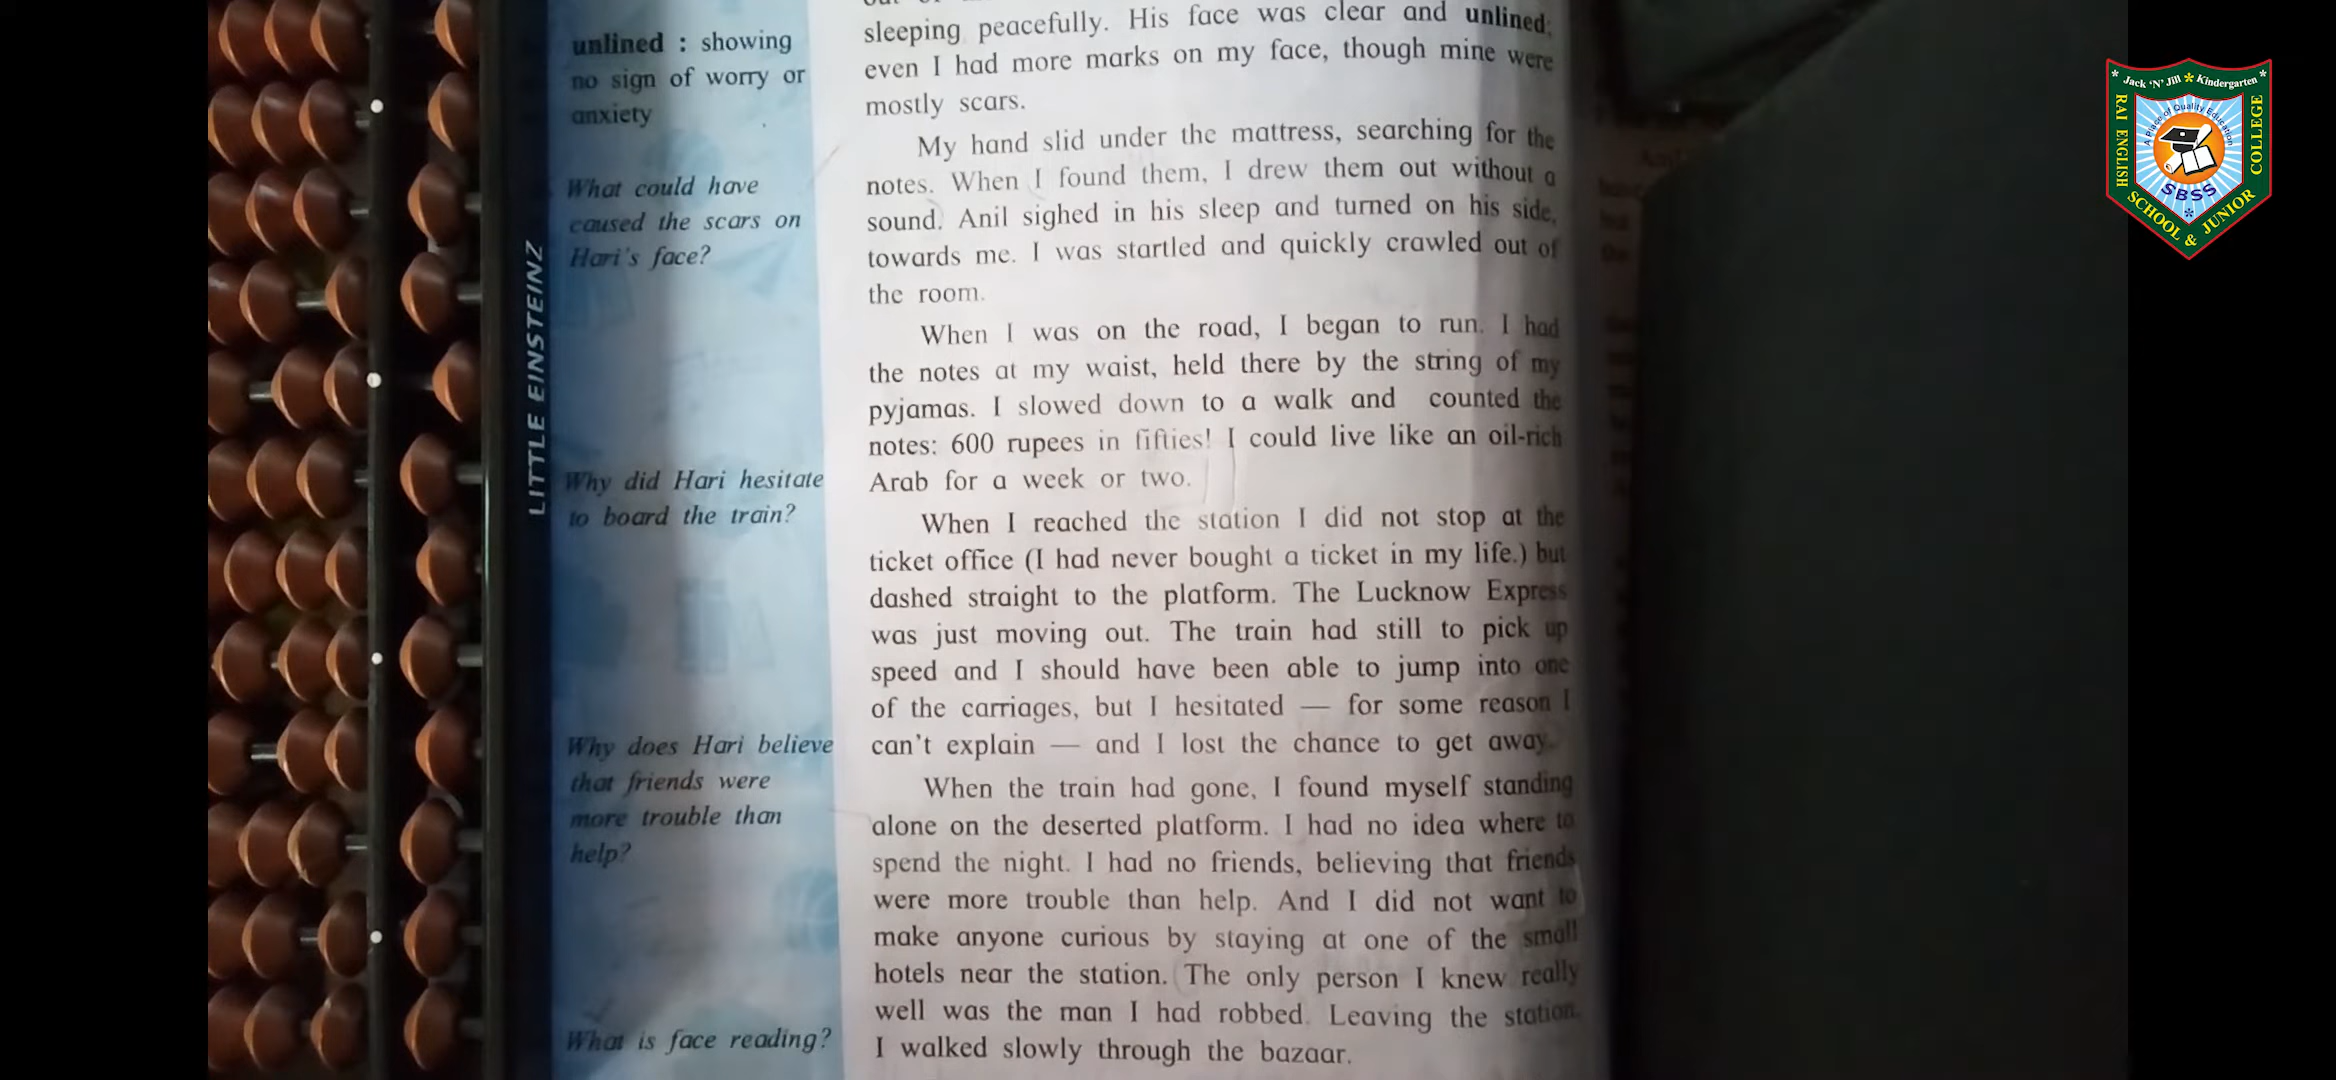 unlined : showing
no sign of worry or
anxiety
What could have
caused the scars on
Hari's face?
Why did Hari hesitate
to board the train?
Why does Hari believe
that friends were
more trouble than
help?
What is face reading?
sleeping peacefully. His face was clear and unlined;
even I had more marks on my face, though mine were
mostly scars.
My hand slid under the mattress, searching for the
notes. When I found them, I drew them out without a
sound. Anil sighed in his sleep and turned on his side,
towards me. I was startled and quickly crawled out of
the room.
When I was on the road, I began to run. I had
the notes at my waist, held there by the string of my
pyjamas. I slowed down to a walk and counted the
notes: 600 rupees in fifties! I could live like an oil-rich
Arab for a week or two.
When I reached the station I did not stop at the
ticket office (I had never bought a ticket in my life.) but
dashed straight to the platform. The Lucknow Express
was just moving out. The train had still to pick up
speed and I should have been able to jump into one
of the carriages, but I hesitated — for some reason I
can't explain — and I lost the chance to get away.
When the train had gone, I found myself standing
alone on the deserted platform. I had no idea where to
spend the night. I had no friends, believing that friends
were more trouble than help. And I did not want to
make anyone curious by staying at one of the small
hotels near the station. The only person I knew really
well was the man I had robbed. Leaving the station,
I walked slowly through the bazaar.
LITTLE EINSTEINZ
* Jack 'N' Jill * Kindergarten *
RAI ENGLISH SCHOOL & JUNIOR COLLEGE
A Place of Quality Education
SBSS